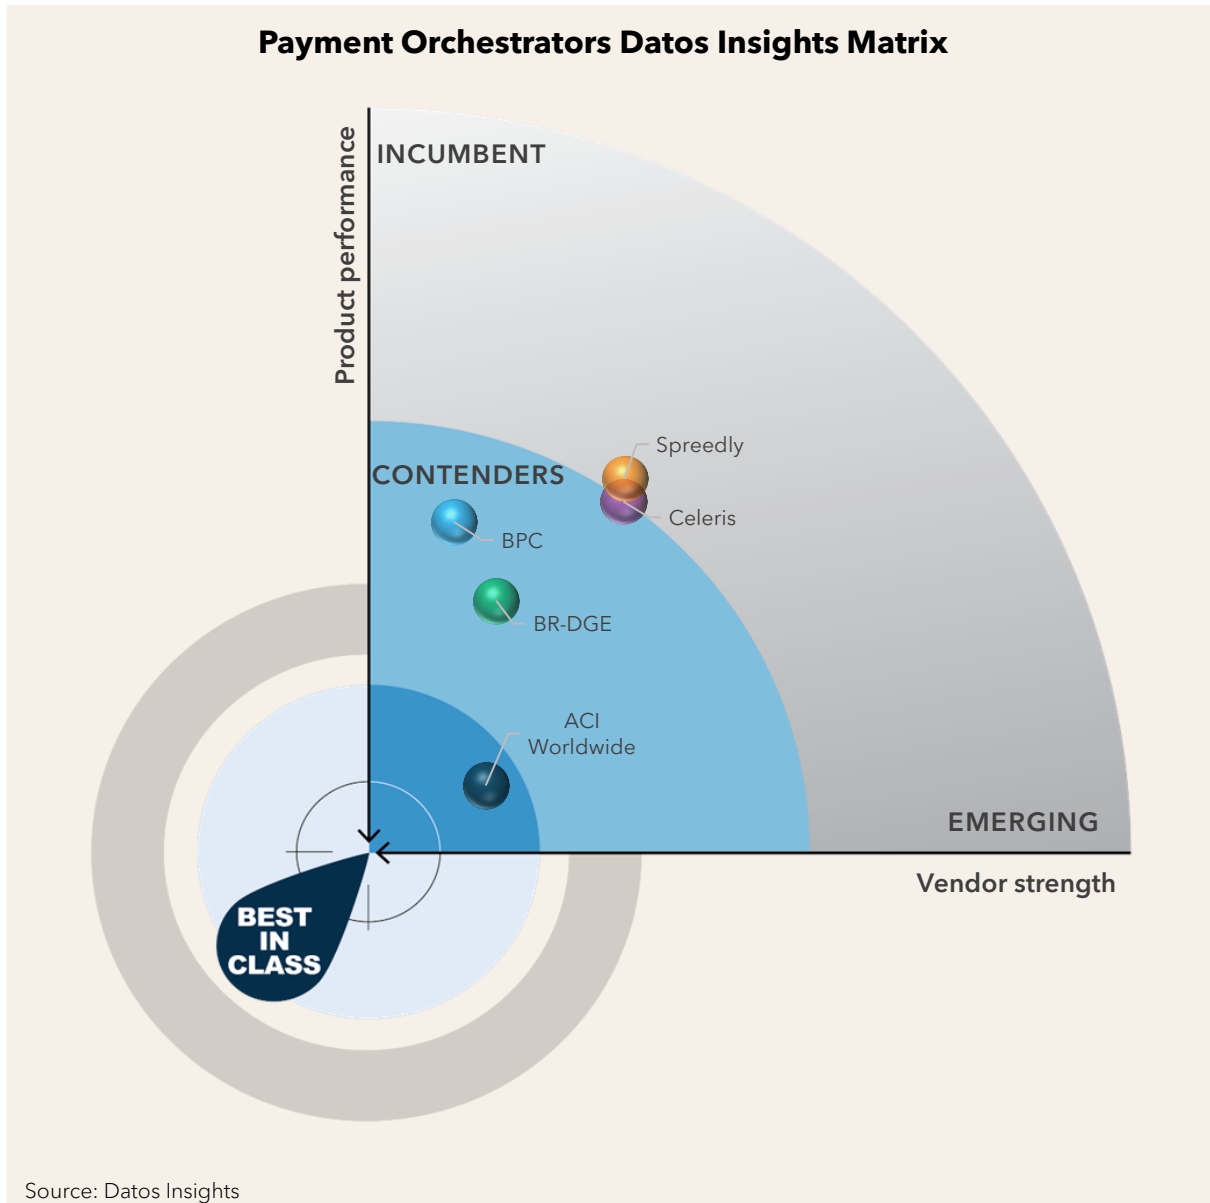 Payment Orchestrators Datos Insights Matrix
Product performance
INCUMBENT
Spreedly
CONTENDERS
Celeris
BPC
BR-DGE
ACI
Worldwide
EMERGING
Vendor strength
BEST
IN
CLASS
Source: Datos Insights